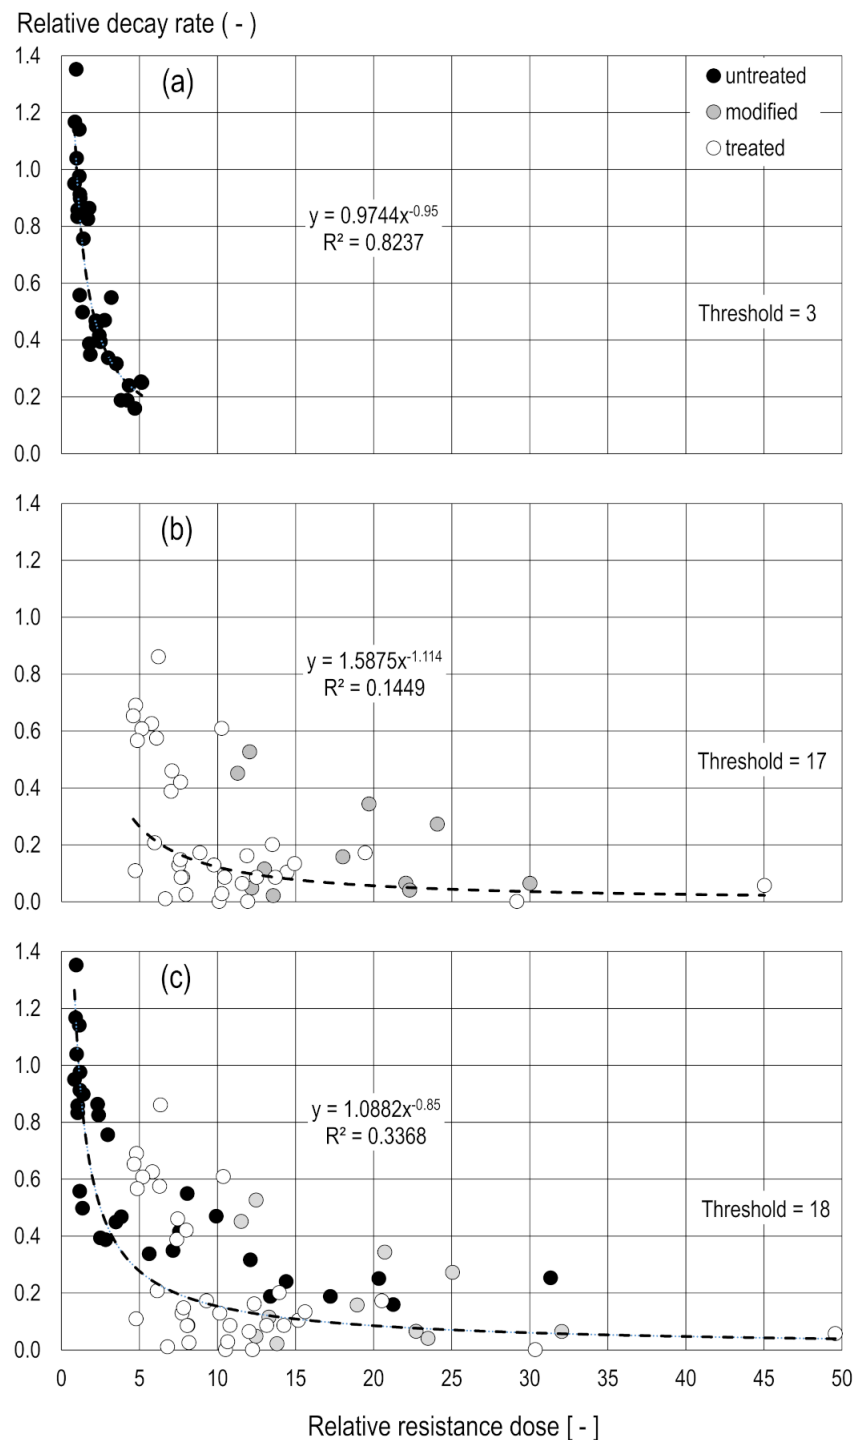 Relative decay rate ( - )
1.4
(a)
untreated
1.2
modified
treated
1.0
y = 0.9744x^-0.95
0.8
R² = 0.8237
0.6
Threshold = 3
0.4
0.2
0.0
1.4
(b)
1.2
1.0
y = 1.5875x^-1.114
0.8
R² = 0.1449
0.6
Threshold = 17
0.4
0.2
0.0
1.4
(c)
1.2
1.0
y = 1.0882x^-0.85
0.8
R² = 0.3368
0.6
Threshold = 18
0.4
0.2
0.0
0 5 10 15 20 25 30 35 40 45 50
Relative resistance dose [ - ]